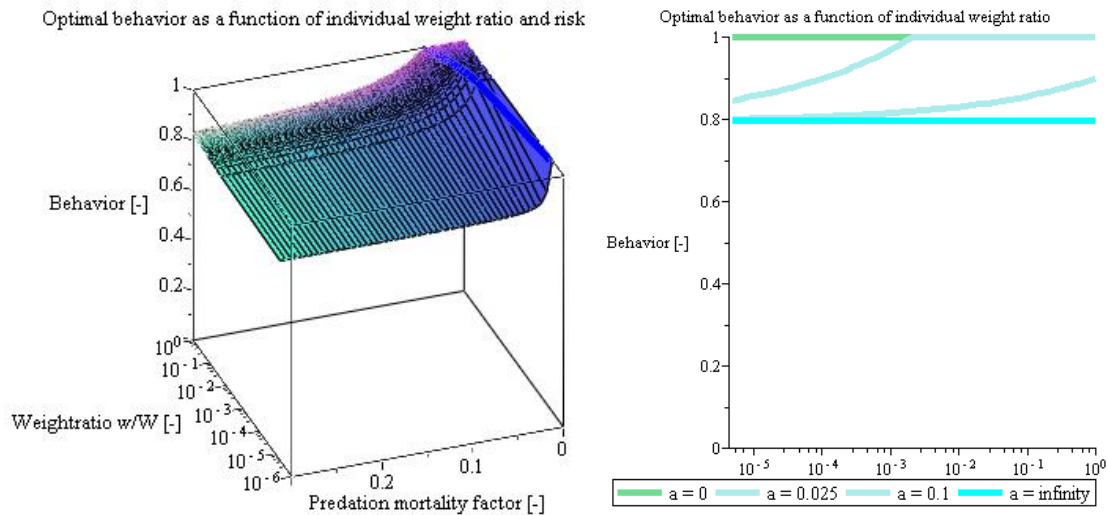 Optimal behavior as a function of individual weight ratio and risk
1
0.8
0.6
Behavior [-]
0.4
0.2
10^0
10^-1
10^-2
10^-3
10^-4
10^-5
10^-6
Weightratio w/W [-]
0.2
0.1
0
Predation mortality factor [-]
Optimal behavior as a function of individual weight ratio
1
0.8
0.6
Behavior [-]
0.4
0.2
0
10^-5 10^-4 10^-3 10^-2 10^-1 10^0
a = 0 a = 0.025 a = 0.1 a = infinity